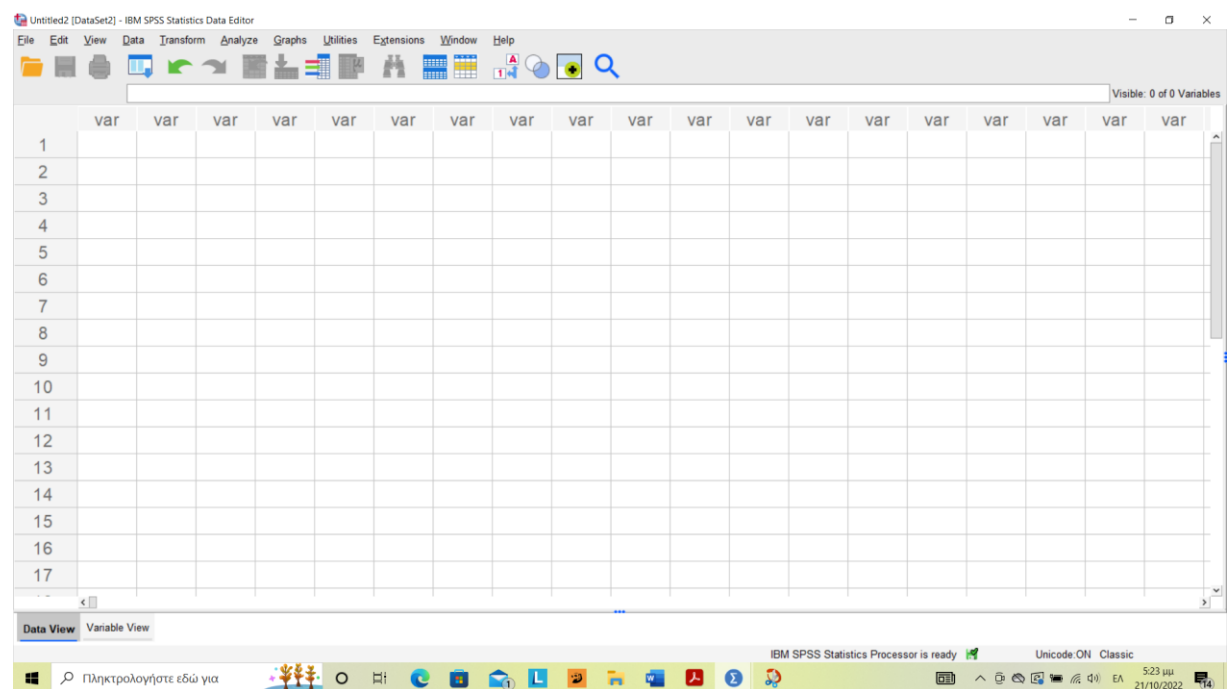 Untitled2 [DataSet2] - IBM SPSS Statistics Data Editor
File Edit View Data Transform Analyze Graphs Utilities Extensions Window Help
Visible: 0 of 0 Variables
var var var var var var var var var var var var var var var var var var var
1
2
3
4
5
6
7
8
9
10
11
12
13
14
15
16
17
Data View Variable View
IBM SPSS Statistics Processor is ready Unicode:ON Classic
Πληκτρολογήστε εδώ για ΕΛ 5:23 μμ
21/10/2022